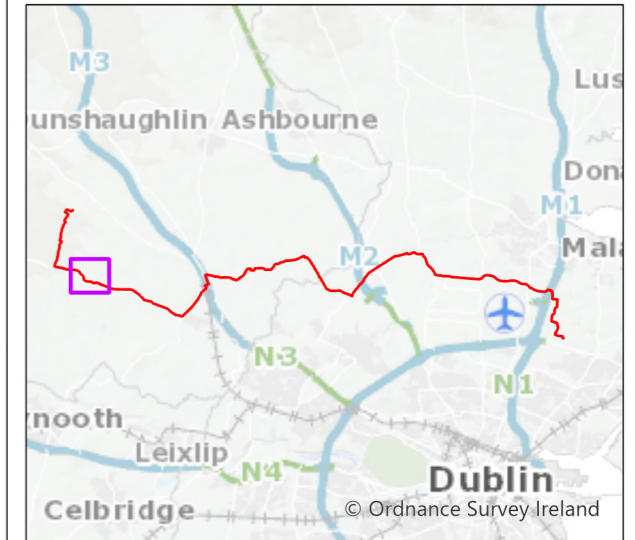 M3
Lus
unshaughlin Ashbourne
Dona
M1
M2
Mala
N3
N1
ynooth
Leixlip
N4
Dublin
Celbridge
© Ordnance Survey Ireland